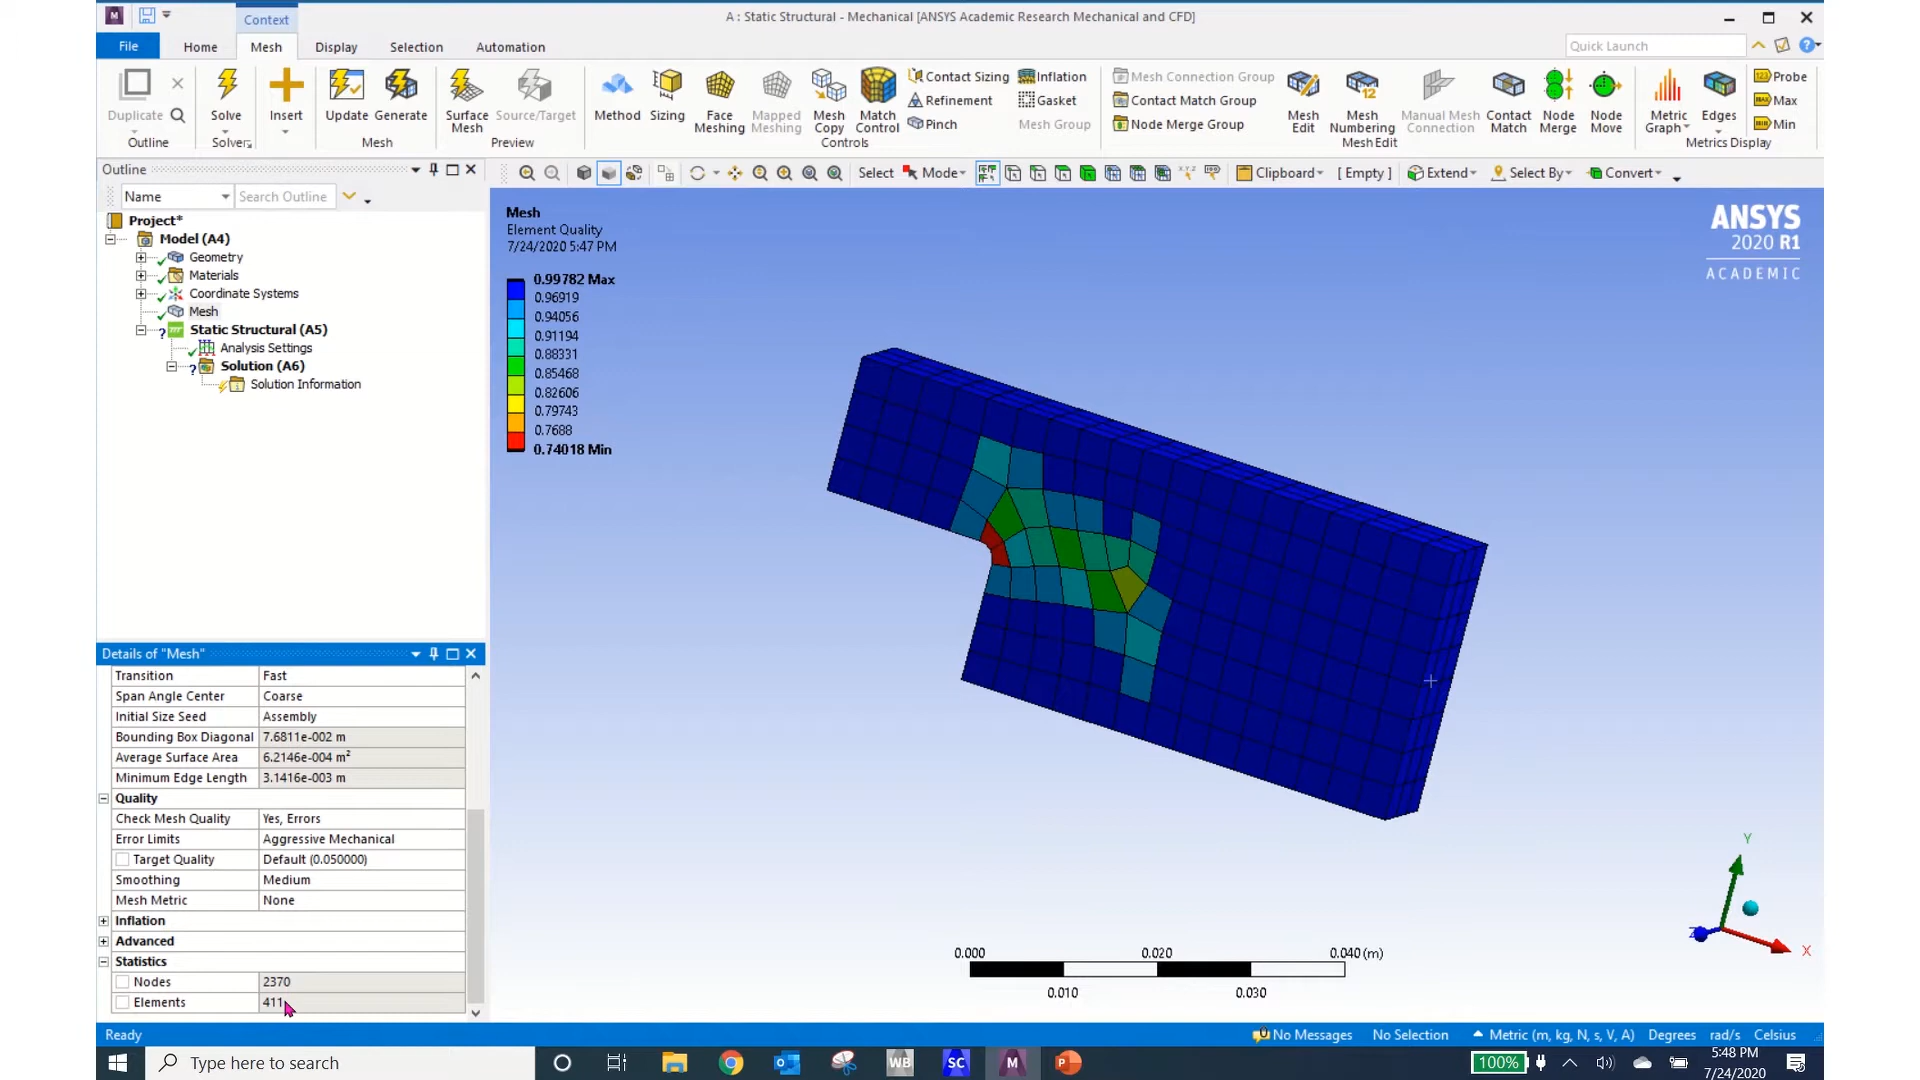 Context
A : Static Structural - Mechanical [ANSYS Academic Research Mechanical and CFD]
File Home Mesh Display Selection Automation
Quick Launch
Duplicate
Outline
Solve
Solver
Insert
Update Generate
Mesh
Surface Mesh
Source/Target
Preview
Method Sizing
Face Meshing
Mapped Meshing
Mesh Copy
Match Control
Contact Sizing
Refinement
Pinch
Inflation
Gasket
Mesh Group
Controls
Mesh Connection Group
Contact Match Group
Node Merge Group
Mesh Edit
Mesh Numbering
Manual Mesh Connection
Contact Match
Node Merge
Node Move
Mesh Edit
Metric Graph
Edges
Probe
Max
Min
Metrics Display
Outline
Name
Search Outline
Select Mode Clipboard [ Empty ] Extend Select By Convert
Project*
Model (A4)
Geometry
Materials
Coordinate Systems
Mesh
Static Structural (A5)
Analysis Settings
Solution (A6)
Solution Information
Mesh
Element Quality
7/24/2020 5:47 PM
0.99782 Max
0.96919
0.94056
0.91194
0.88331
0.85468
0.82606
0.79743
0.7688
0.74018 Min
ANSYS
2020 R1
ACADEMIC
Details of "Mesh"
Transition Fast
Span Angle Center Coarse
Initial Size Seed Assembly
Bounding Box Diagonal 7.6811e-002 m
Average Surface Area 6.2146e-004 m²
Minimum Edge Length 3.1416e-003 m
Quality
Check Mesh Quality Yes, Errors
Error Limits Aggressive Mechanical
Target Quality Default (0.050000)
Smoothing Medium
Mesh Metric None
Inflation
Advanced
Statistics
Nodes 2370
Elements 411
0.000 0.020 0.040 (m)
0.010 0.030
Y
Z
X
Ready
No Messages No Selection Metric (m, kg, N, s, V, A) Degrees rad/s Celsius
Type here to search
WB
SC
M
P
100%
5:48 PM
7/24/2020